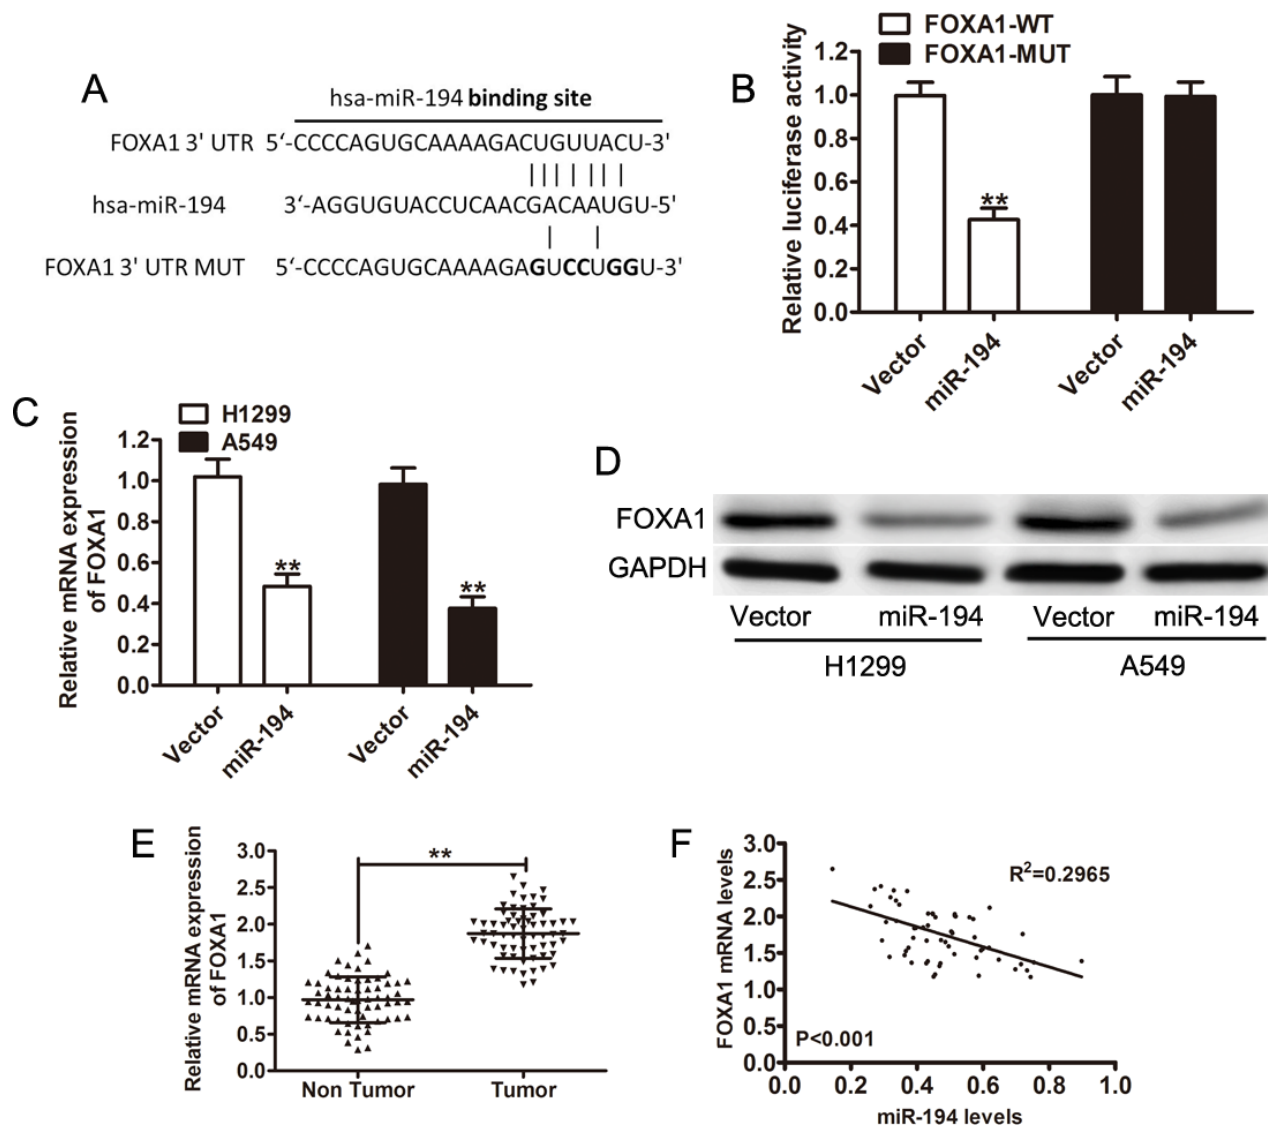 A
hsa-miR-194 binding site
FOXA1 3' UTR 5‘-CCCCAGUGCAAAAGACUGUUACU-3'
hsa-miR-194 3‘-AGGUGUACCUCAACGACAAUGU-5'
FOXA1 3' UTR MUT 5‘-CCCCAGUGCAAAAGAGUCCUGGU-3'
B
FOXA1-WT
FOXA1-MUT
Relative luciferase activity
1.2
1.0
0.8
0.6
0.4
0.2
0.0
**
Vector
miR-194
Vector
miR-194
C
H1299
A549
Relative mRNA expression
of FOXA1
1.2
1.0
0.8
0.6
0.4
0.2
0.0
**
**
Vector
miR-194
Vector
miR-194
D
FOXA1
GAPDH
Vector miR-194 Vector miR-194
H1299 A549
E
Relative mRNA expression
of FOXA1
3.0
2.5
2.0
1.5
1.0
0.5
0.0
**
Non Tumor Tumor
F
FOXA1 mRNA levels
3.0
2.5
2.0
1.5
1.0
0.5
0.0
R2=0.2965
P<0.001
0.0 0.2 0.4 0.6 0.8 1.0
miR-194 levels